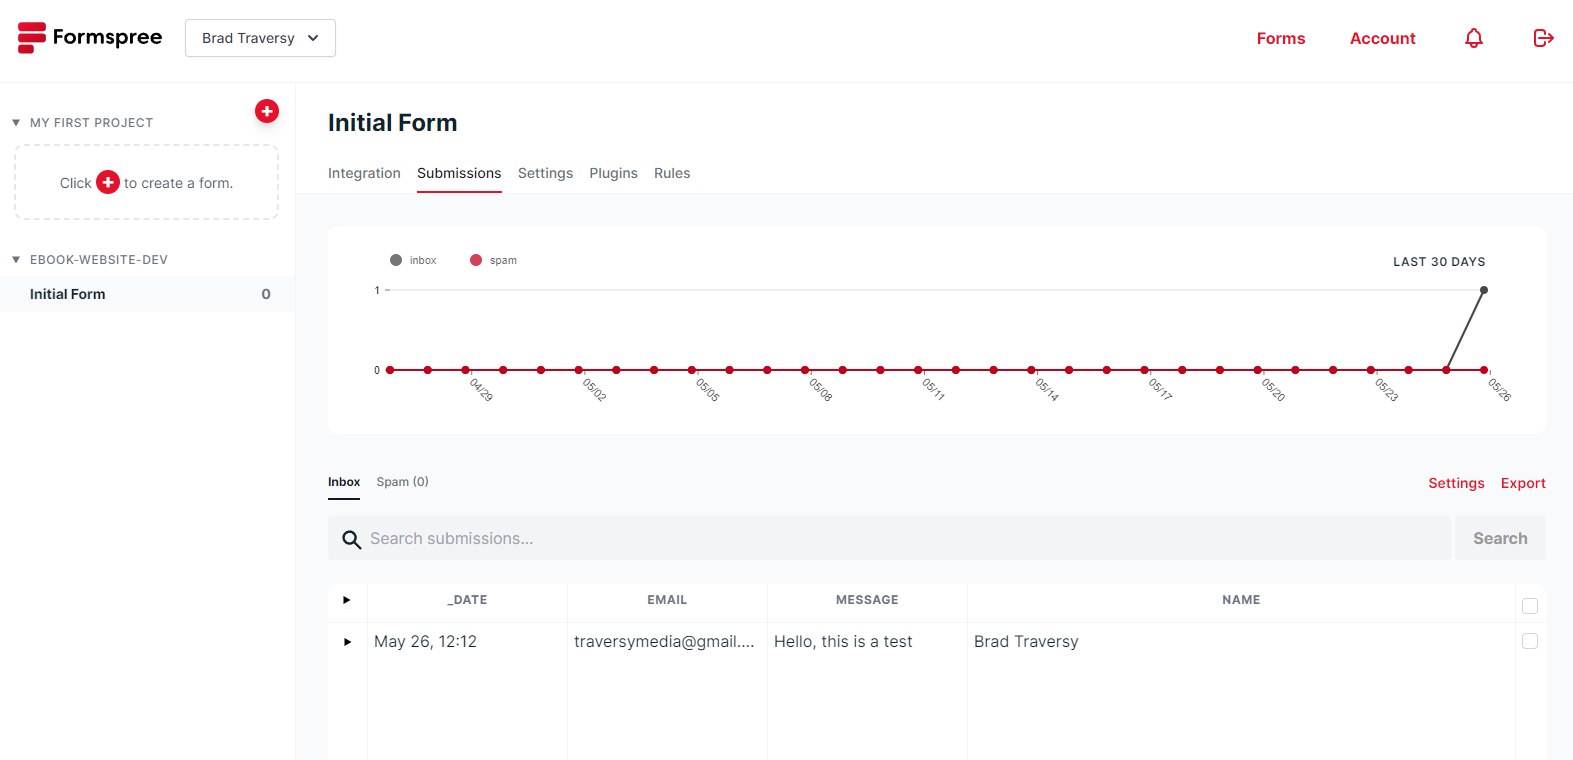 Formspree
Brad Traversy
Forms
Account
MY FIRST PROJECT
Click + to create a form.
EBOOK-WEBSITE-DEV
Initial Form 0
Initial Form
Integration Submissions Settings Plugins Rules
inbox spam
LAST 30 DAYS
1
0
04/29 05/02 05/05 05/08 05/11 05/14 05/17 05/20 05/23 05/26
Inbox Spam (0)
Settings Export
Search submissions...
Search
_DATE EMAIL MESSAGE NAME
May 26, 12:12 traversymedia@gmail.... Hello, this is a test Brad Traversy